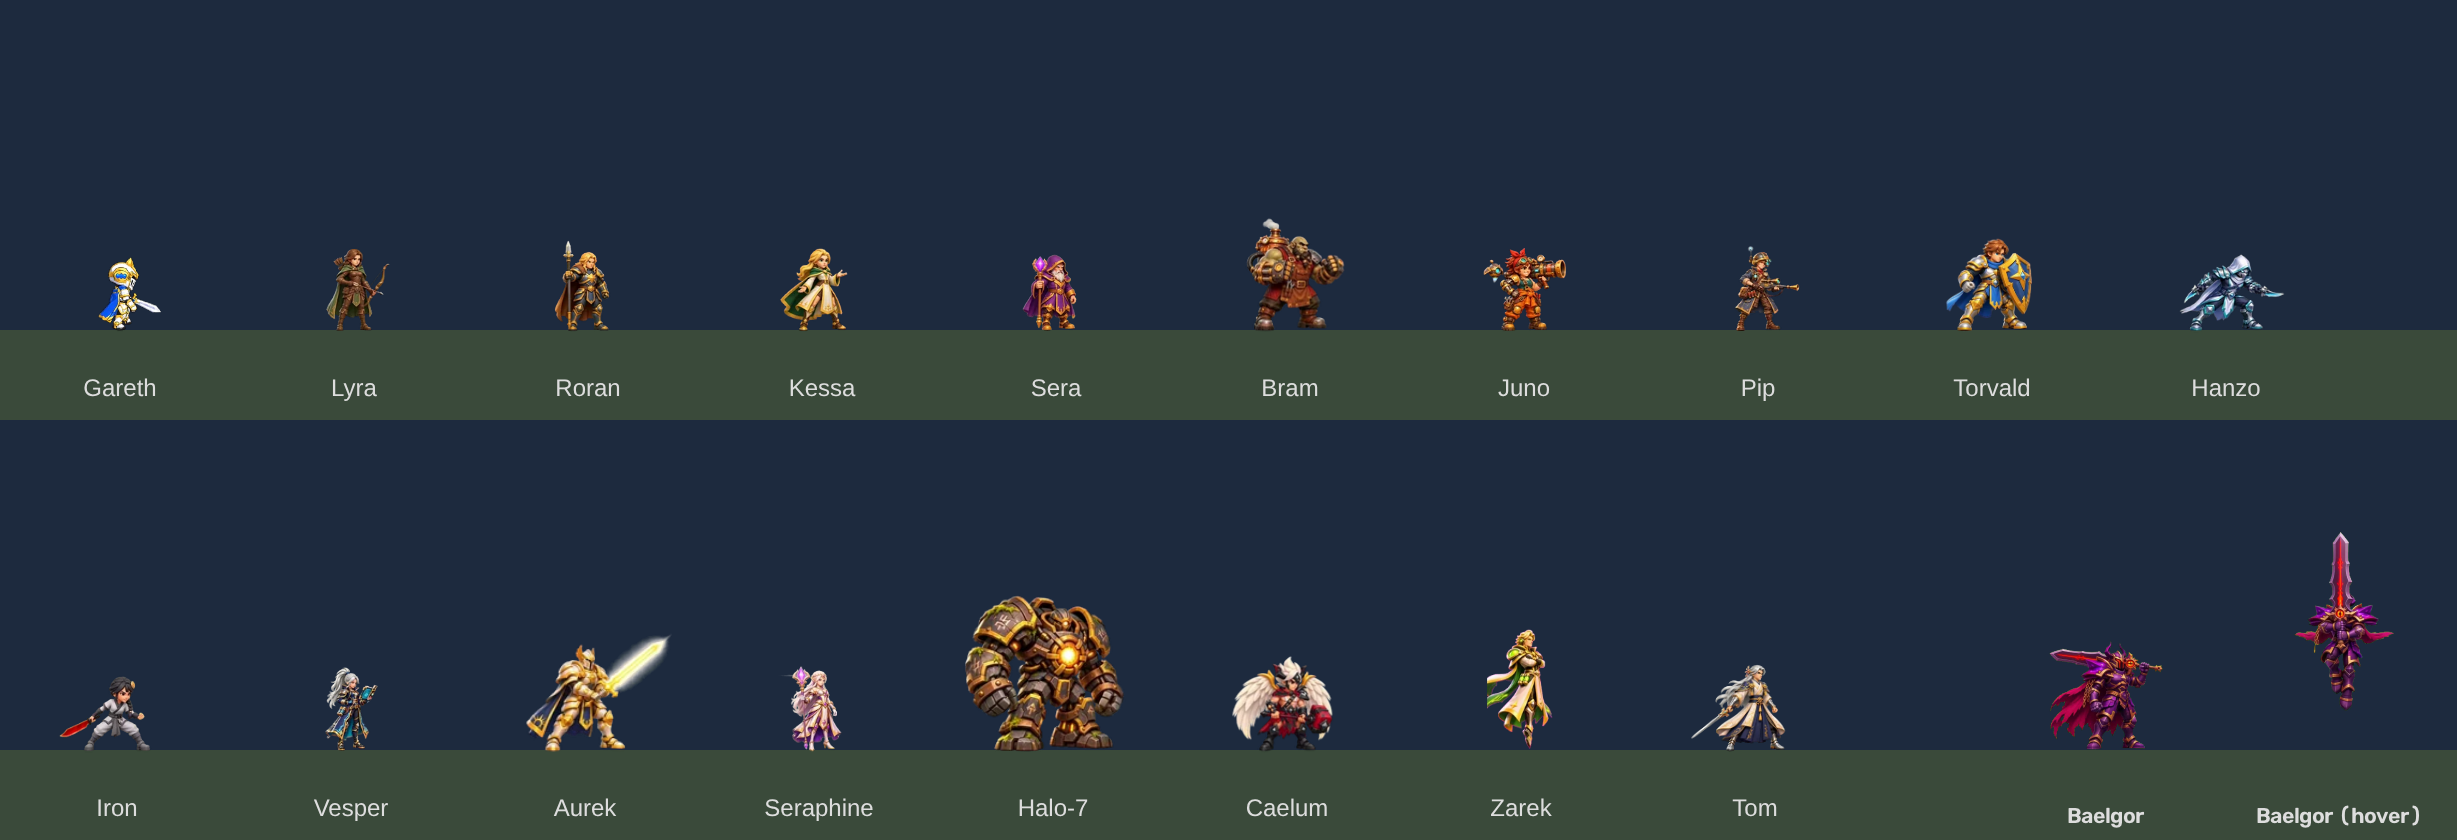 Gareth
Lyra
Roran
Kessa
Sera
Bram
Juno
Pip
Torvald
Hanzo
Iron
Vesper
Aurek
Seraphine
Halo-7
Caelum
Zarek
Tom
Baelgor
Baelgor (hover)